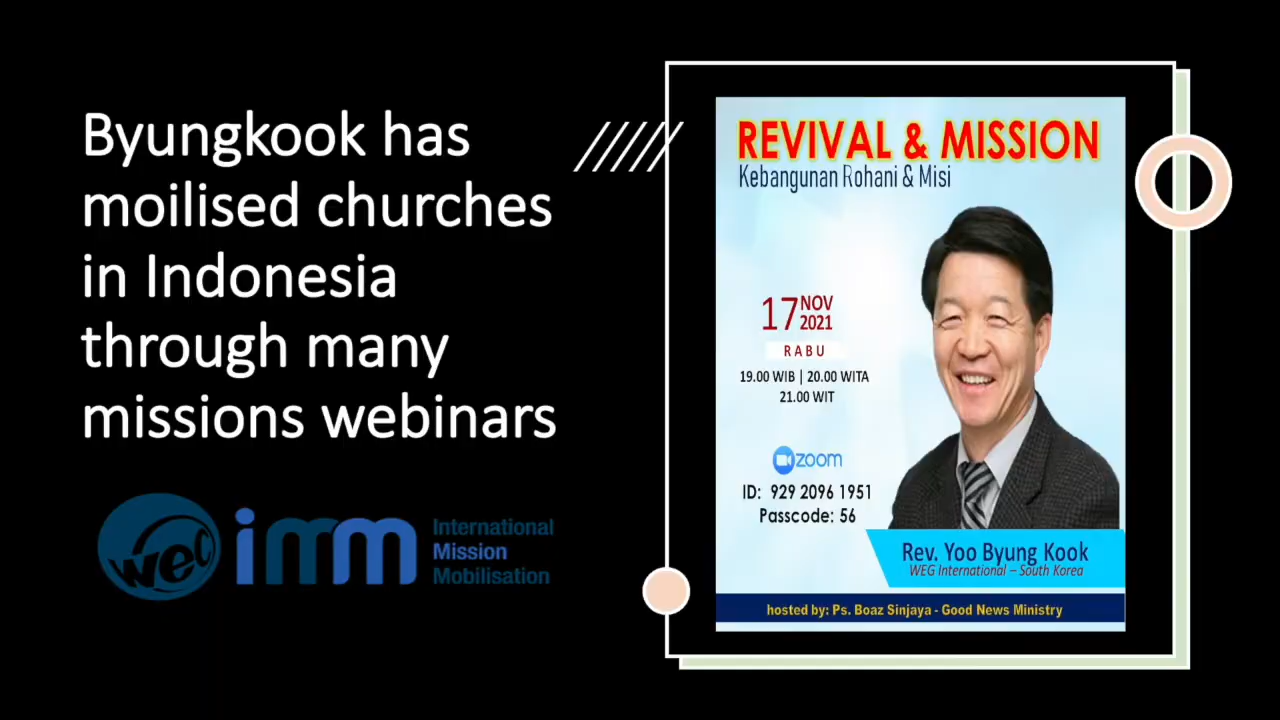 Byungkook has
moilised churches
in Indonesia
through many
missions webinars
wec
imm
International
Mission
Mobilisation
REVIVAL & MISSION
Kebangunan Rohani & Misi
17 NOV
2021
RABU
19.00 WIB | 20.00 WITA
21.00 WIT
zoom
ID: 929 2096 1951
Passcode: 56
Rev. Yoo Byung Kook
WEG International – South Korea
hosted by: Ps. Boaz Sinjaya - Good News Ministry